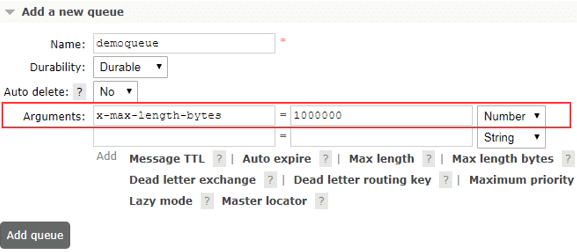 Add a new queue
Name: demoqueue *
Durability: Durable
Auto delete: ? No
Arguments: x-max-length-bytes = 1000000 Number
= String
Add Message TTL ? | Auto expire ? | Max length ? | Max length bytes ?
Dead letter exchange ? | Dead letter routing key ? | Maximum priority
Lazy mode ? Master locator ?
Add queue